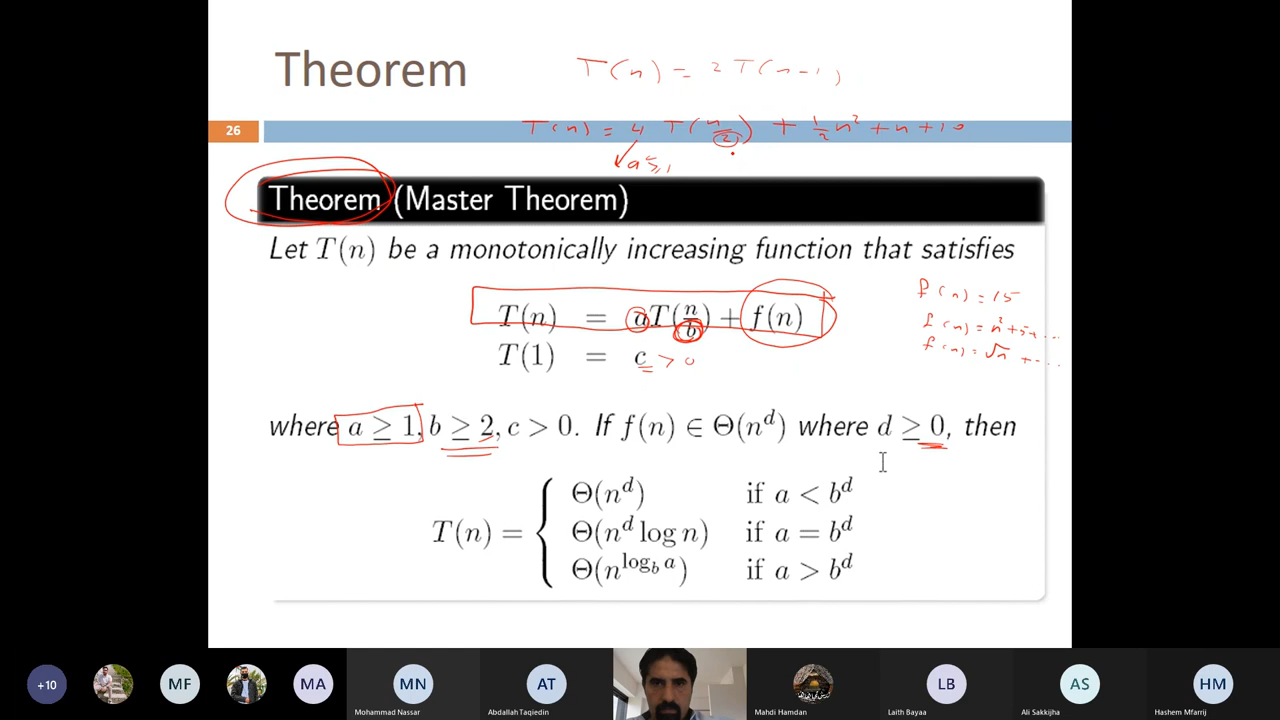 Theorem
T(n) = 2T(n-1)
26
T(n) = 4 T(n/2) + 1/2 n² + n + 10
a ≥ 1
Theorem (Master Theorem)
Let T(n) be a monotonically increasing function that satisfies
T(n) = aT(n/b) + f(n)
T(1) = c > 0
f(n) = 15
f(n) = n² + 5 + ...
f(n) = √n + ...
where a ≥ 1, b ≥ 2, c > 0. If f(n) ∈ Θ(n^d) where d ≥ 0, then
T(n) = { Θ(n^d) if a < b^d
Θ(n^d log n) if a = b^d
Θ(n^{log_b a}) if a > b^d
+10
MF
MA
MN
AT
LB
AS
HM
Mohammad Nassar
Abdallah Taqiedin
Mahdi Hamdan
Laith Bayaa
Ali Sakkijha
Hashem Mfarrij